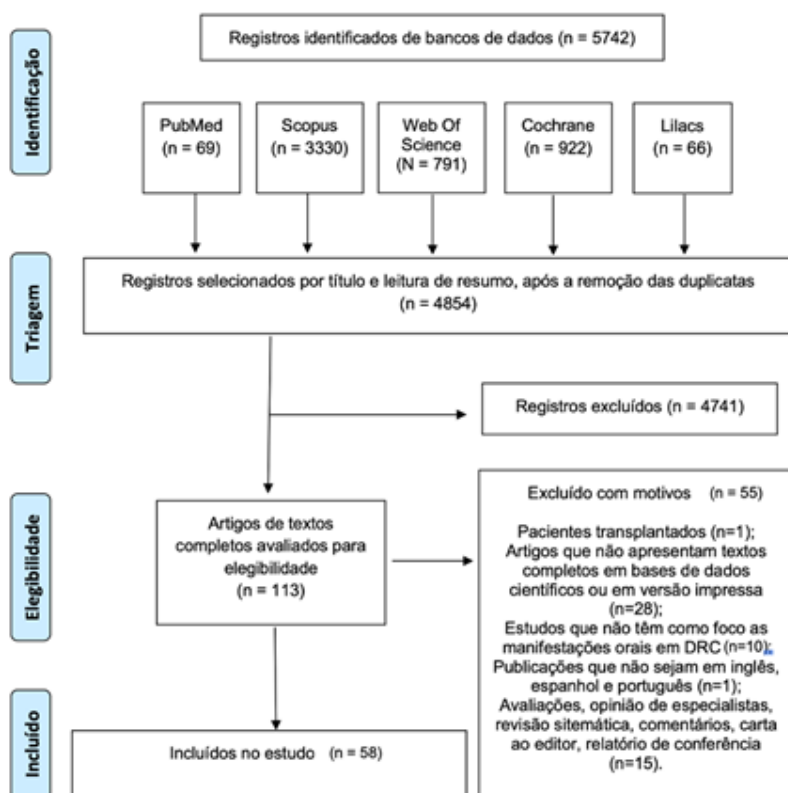 Identificação
Registros identificados de bancos de dados (n = 5742)
PubMed
(n = 69)
Scopus
(n = 3330)
Web Of
Science
(N = 791)
Cochrane
(n = 922)
Lilacs
(n = 66)
Triagem
Registros selecionados por título e leitura de resumo, após a remoção das duplicatas
(n = 4854)
Registros excluídos (n = 4741)
Elegibilidade
Artigos de textos
completos avaliados para
elegibilidade
(n = 113)
Excluído com motivos (n = 55)
Pacientes transplantados (n=1);
Artigos que não apresentam textos
completos em bases de dados
científicos ou em versão impressa
(n=28);
Estudos que não têm como foco as
manifestações orais em DRC (n=10);
Publicações que não sejam em inglês,
espanhol e português (n=1);
Avaliações, opinião de especialistas,
revisão sitemática, comentários, carta
ao editor, relatório de conferência
(n=15).
Incluído
Incluídos no estudo (n = 58)